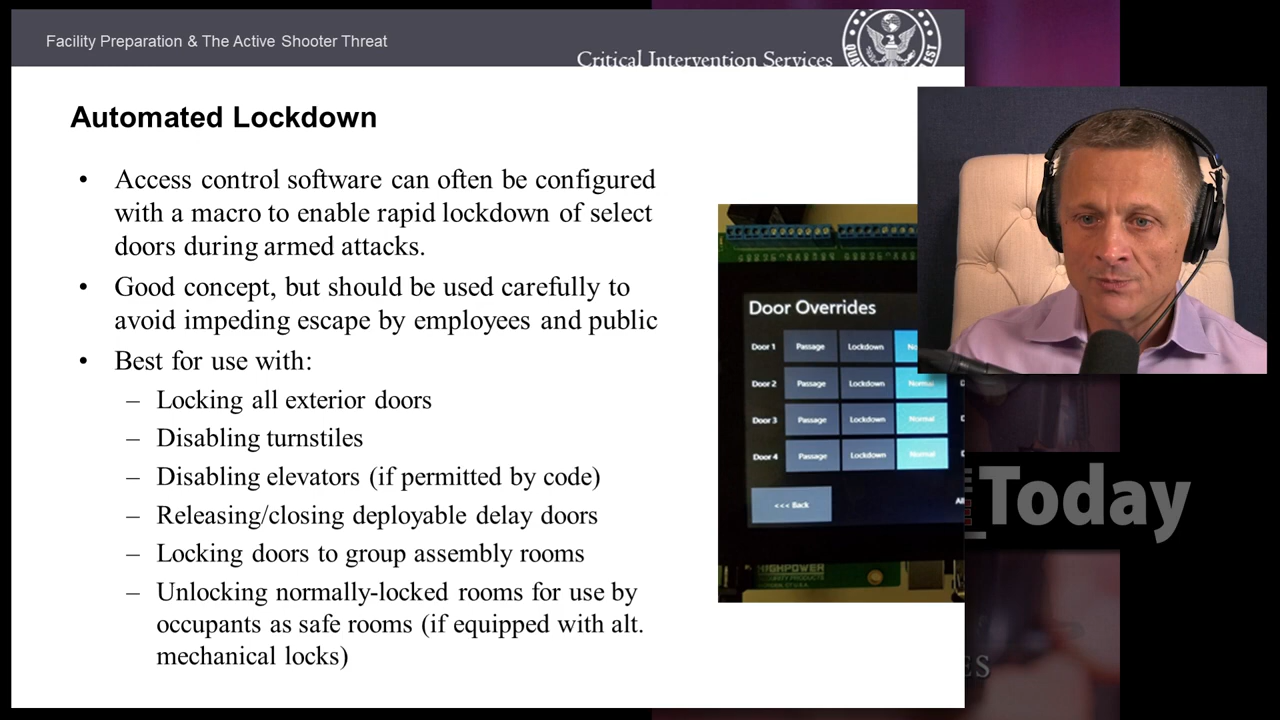 Facility Preparation & The Active Shooter Threat
Critical Intervention Services
Automated Lockdown
• Access control software can often be configured
with a macro to enable rapid lockdown of select
doors during armed attacks.
• Good concept, but should be used carefully to
avoid impeding escape by employees and public
• Best for use with:
– Locking all exterior doors
– Disabling turnstiles
– Disabling elevators (if permitted by code)
– Releasing/closing deployable delay doors
– Locking doors to group assembly rooms
– Unlocking normally-locked rooms for use by
occupants as safe rooms (if equipped with alt.
mechanical locks)
Door Overrides
Door 1 Passage Lockdown
Door 2 Passage Lockdown Normal
Door 3 Passage Lockdown Normal
Door 4 Passage Lockdown Normal
<<< Back
HIGHPOWER
Today